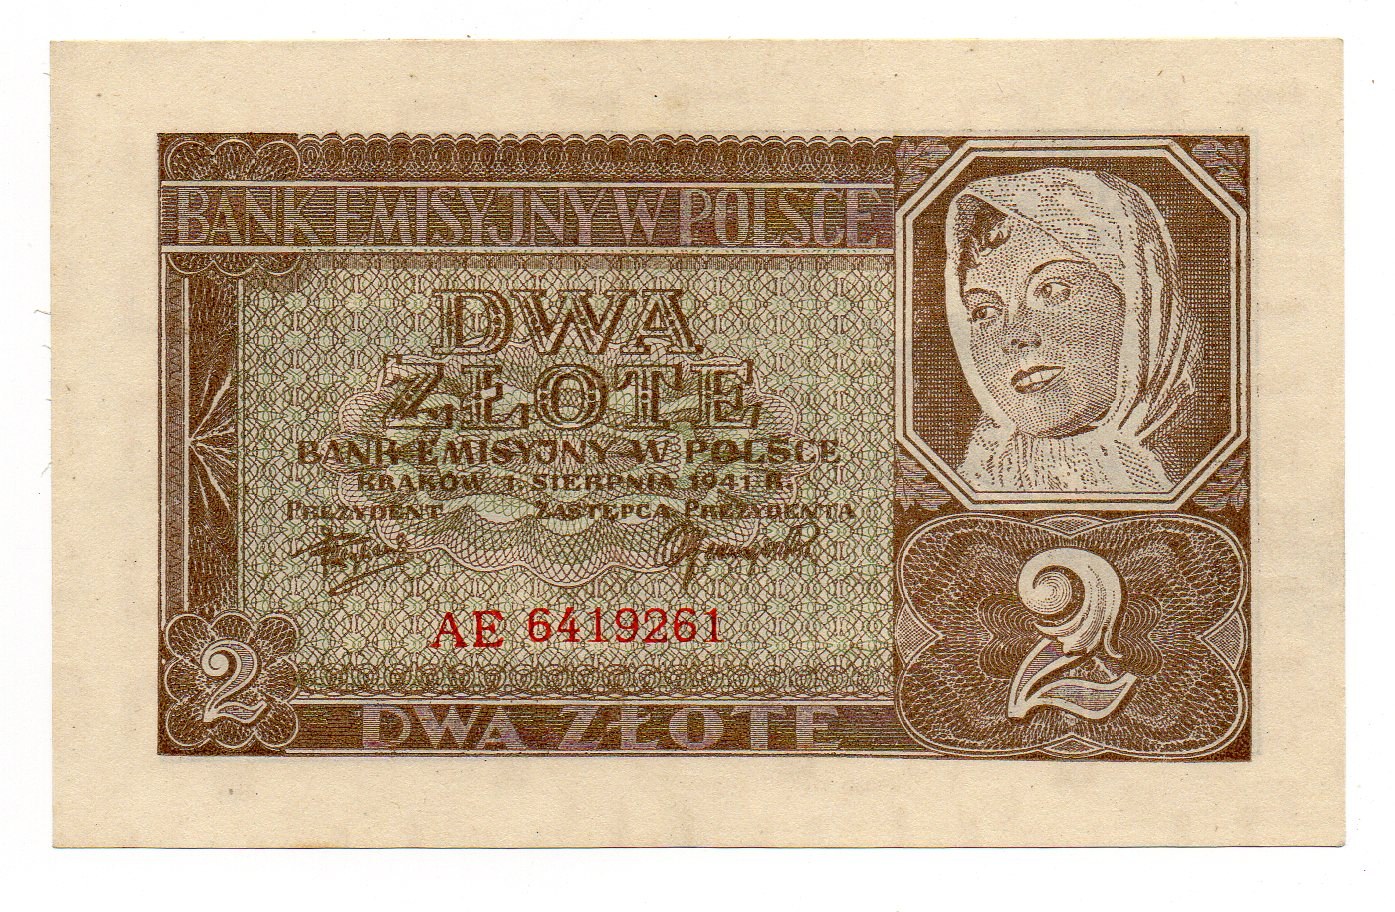 BANK EMISYJNY W POLSCE
DWA
ZŁOTE
BANK EMISYJNY W POLSCE
KRAKÓW 1. SIERPNIA 1941 R.
PREZYDENT ZASTĘPCA PREZYDENTA
AE 6419261
2
DWA ZŁOTE
2